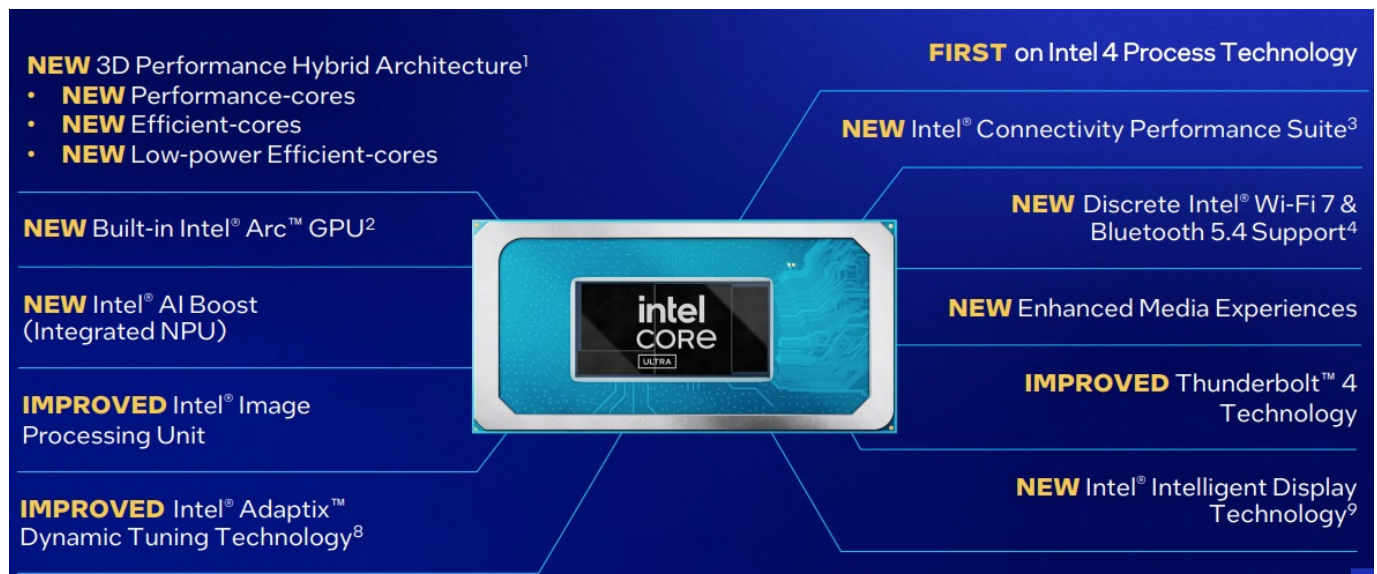 NEW 3D Performance Hybrid Architecture¹
• NEW Performance-cores
• NEW Efficient-cores
• NEW Low-power Efficient-cores
NEW Built-in Intel® Arc™ GPU²
NEW Intel® AI Boost
(Integrated NPU)
IMPROVED Intel® Image
Processing Unit
IMPROVED Intel® Adaptix™
Dynamic Tuning Technology⁸
intel
CORE
ULTRA
FIRST on Intel 4 Process Technology
NEW Intel® Connectivity Performance Suite³
NEW Discrete Intel® Wi-Fi 7 &
Bluetooth 5.4 Support⁴
NEW Enhanced Media Experiences
IMPROVED Thunderbolt™ 4
Technology
NEW Intel® Intelligent Display
Technology⁹